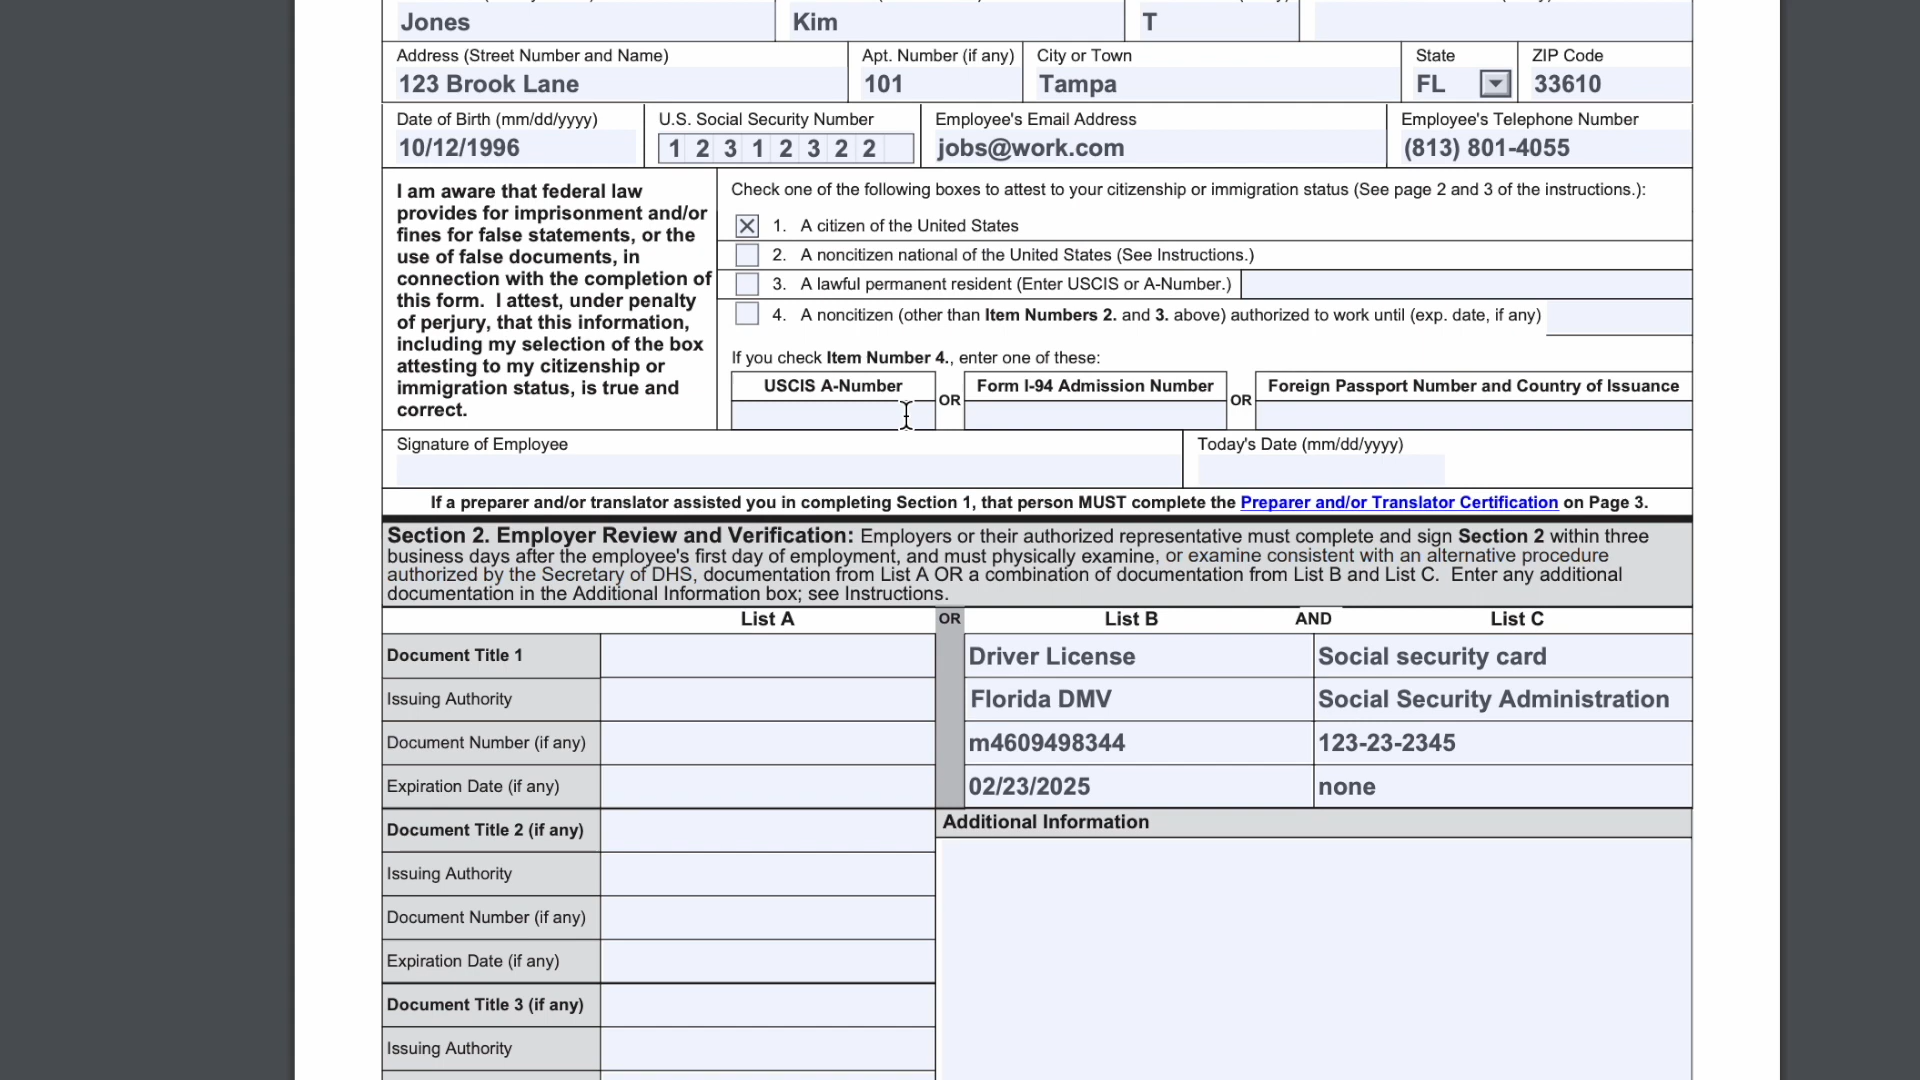 Jones Kim T
Address (Street Number and Name) Apt. Number (if any) City or Town State ZIP Code
123 Brook Lane 101 Tampa FL 33610
Date of Birth (mm/dd/yyyy) U.S. Social Security Number Employee's Email Address Employee's Telephone Number
10/12/1996 1 2 3 1 2 3 2 2 jobs@work.com (813) 801-4055
I am aware that federal law
provides for imprisonment and/or
fines for false statements, or the
use of false documents, in
connection with the completion of
this form. I attest, under penalty
of perjury, that this information,
including my selection of the box
attesting to my citizenship or
immigration status, is true and
correct.
Check one of the following boxes to attest to your citizenship or immigration status (See page 2 and 3 of the instructions.):
1. A citizen of the United States
2. A noncitizen national of the United States (See Instructions.)
3. A lawful permanent resident (Enter USCIS or A-Number.)
4. A noncitizen (other than Item Numbers 2. and 3. above) authorized to work until (exp. date, if any)
If you check Item Number 4., enter one of these:
USCIS A-Number OR Form I-94 Admission Number OR Foreign Passport Number and Country of Issuance
Signature of Employee Today's Date (mm/dd/yyyy)
If a preparer and/or translator assisted you in completing Section 1, that person MUST complete the Preparer and/or Translator Certification on Page 3.
Section 2. Employer Review and Verification: Employers or their authorized representative must complete and sign Section 2 within three
business days after the employee's first day of employment, and must physically examine, or examine consistent with an alternative procedure
authorized by the Secretary of DHS, documentation from List A OR a combination of documentation from List B and List C. Enter any additional
documentation in the Additional Information box; see Instructions.
List A OR List B AND List C
Document Title 1 Driver License Social security card
Issuing Authority Florida DMV Social Security Administration
Document Number (if any) m4609498344 123-23-2345
Expiration Date (if any) 02/23/2025 none
Document Title 2 (if any) Additional Information
Issuing Authority
Document Number (if any)
Expiration Date (if any)
Document Title 3 (if any)
Issuing Authority